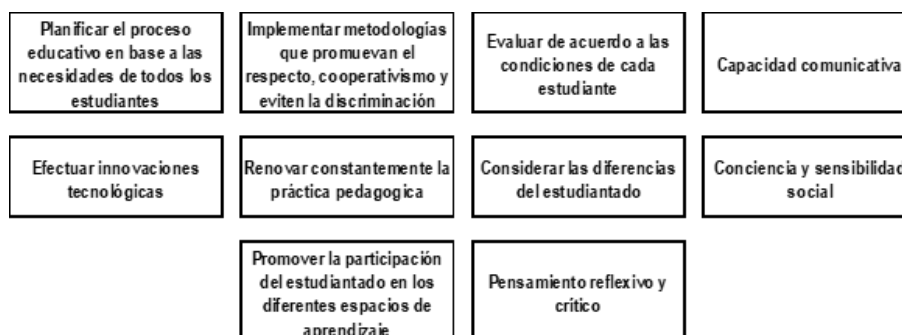 Planificar el proceso
educativo en base a las
necesidades de todos los
estudiantes
Implementar metodologías
que promuevan el
respeto, cooperativismo y
eviten la discriminación
Evaluar de acuerdo a las
condiciones de cada
estudiante
Capacidad comunicativa
Efectuar innovaciones
tecnológicas
Renovar constantemente la
práctica pedagogica
Considerar las diferencias
del estudiantado
Conciencia y sensibilidad
social
Promover la participación
del estudiantado en los
diferentes espacios de
aprendizaje
Pensamiento reflexivo y
crítico